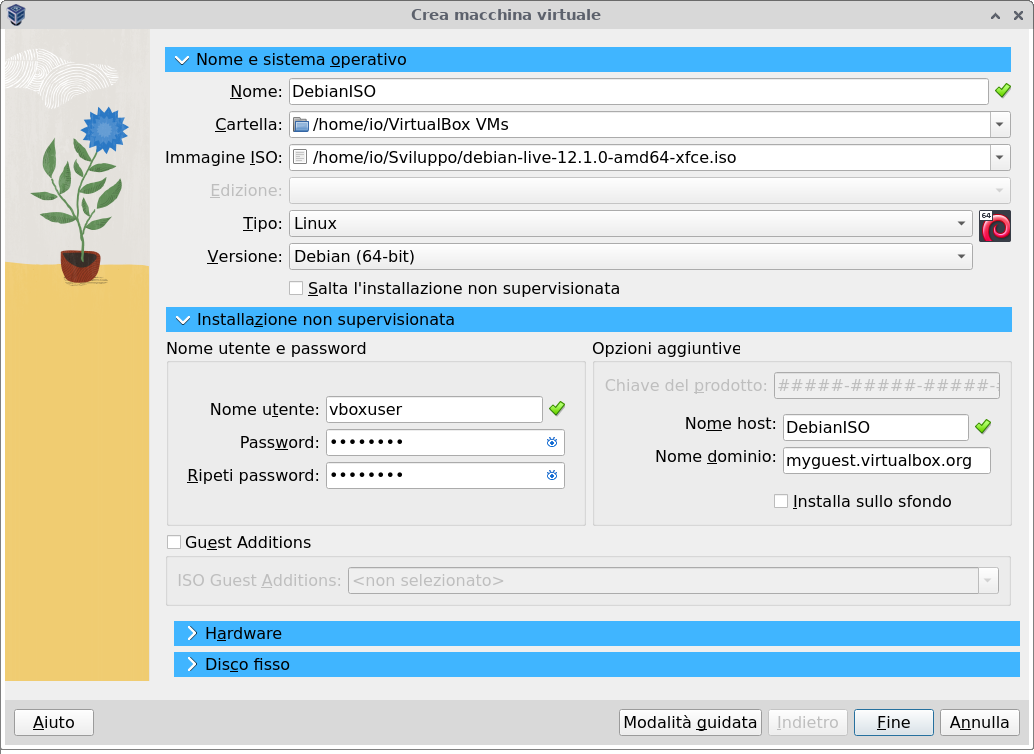 Crea macchina virtuale
Nome e sistema operativo
Nome: DebianISO
Cartella: /home/io/VirtualBox VMs
Immagine ISO: /home/io/Sviluppo/debian-live-12.1.0-amd64-xfce.iso
Edizione:
Tipo: Linux
64
Versione: Debian (64-bit)
Salta l'installazione non supervisionata
Installazione non supervisionata
Nome utente e password
Nome utente: vboxuser
Password: ••••••••
Ripeti password: ••••••••
Opzioni aggiuntive
Chiave del prodotto: #####-#####-#####-
Nome host: DebianISO
Nome dominio: myguest.virtualbox.org
Installa sullo sfondo
Guest Additions
ISO Guest Additions: <non selezionato>
Hardware
Disco fisso
Aiuto Modalità guidata Indietro Fine Annulla